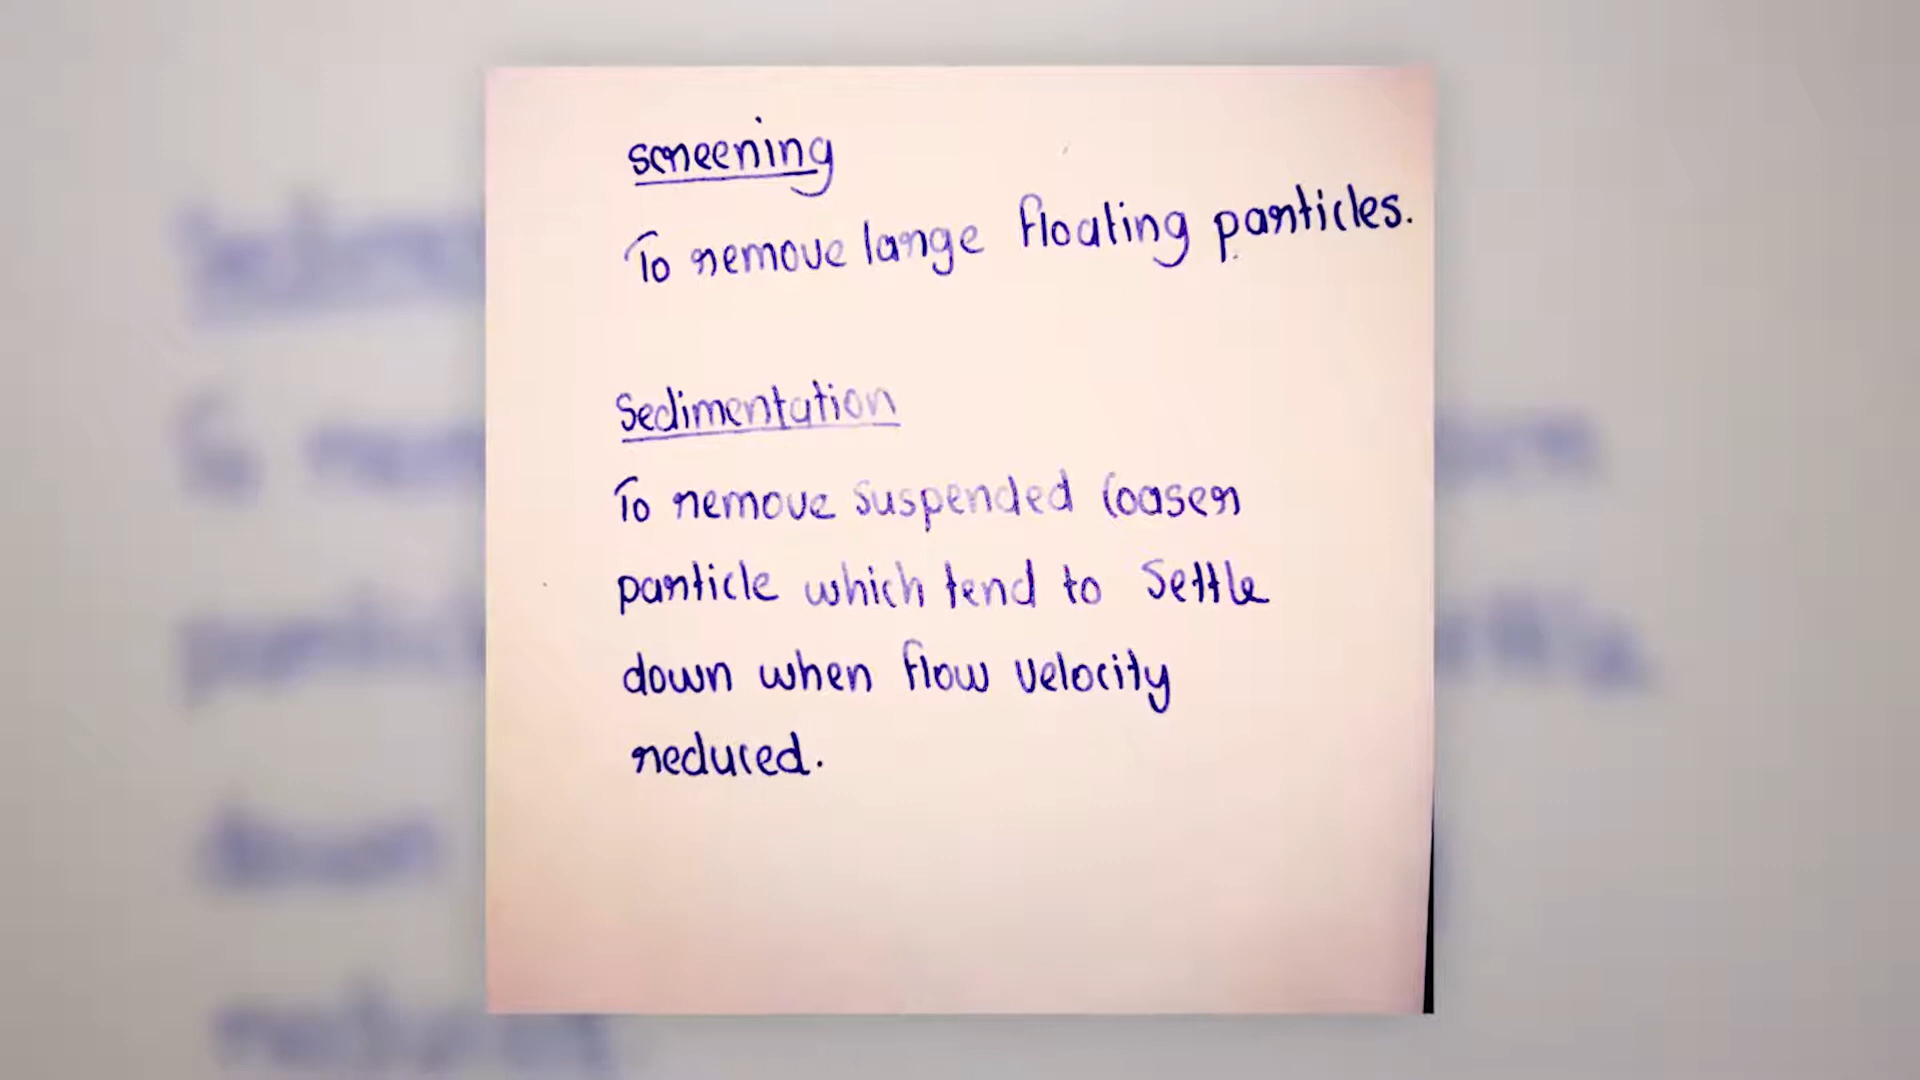 screening
To remove large floating particles.
Sedimentation
To remove suspended coaser
particle which tend to settle
down when flow velocity
reduced.